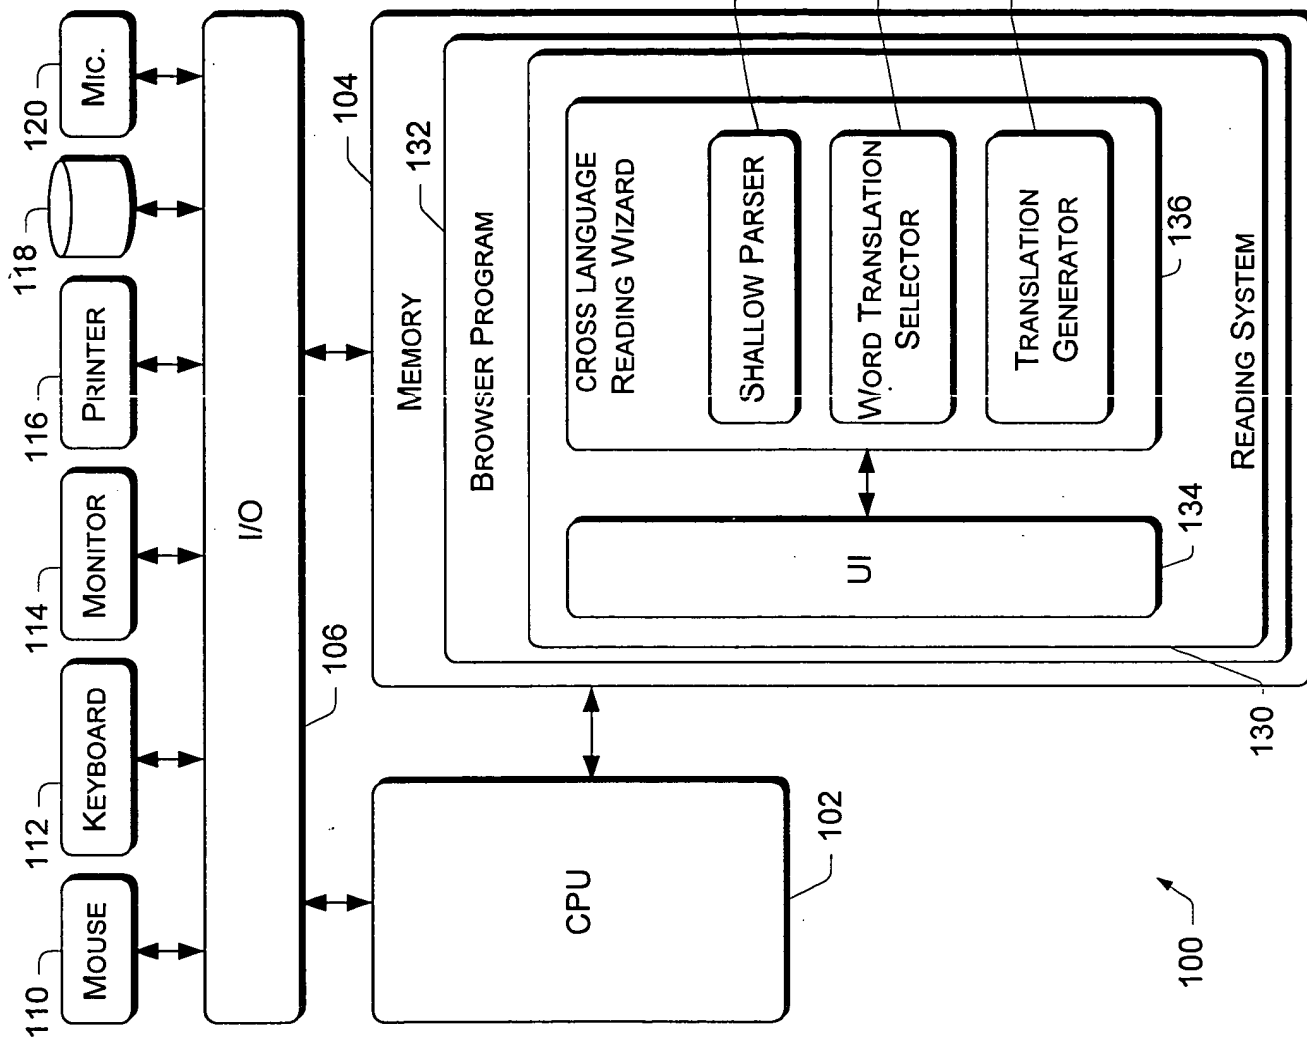 110
MOUSE
112
KEYBOARD
114
MONITOR
116
PRINTER
118
120
MIC.
I/O
106
104
MEMORY
132
BROWSER PROGRAM
CROSS LANGUAGE
READING WIZARD
SHALLOW PARSER
WORD TRANSLATION
SELECTOR
TRANSLATION
GENERATOR
136
UI
134
READING SYSTEM
130
CPU
102
100